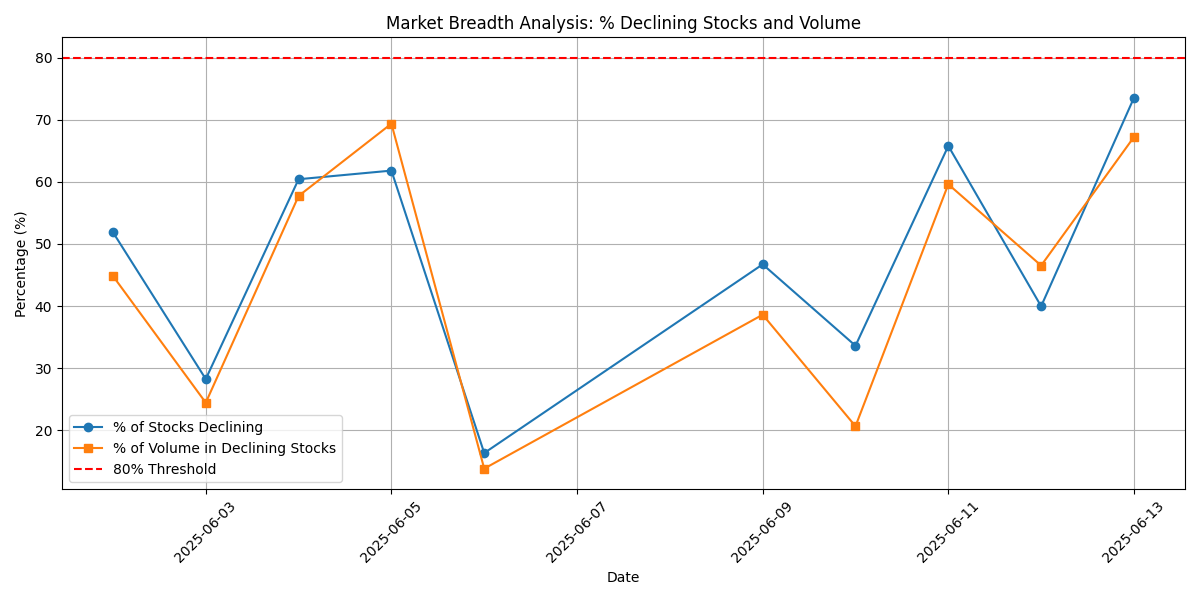 Market Breadth Analysis: % Declining Stocks and Volume
Percentage (%)
80
70
60
50
40
30
20
% of Stocks Declining
% of Volume in Declining Stocks
80% Threshold
2025-06-03
2025-06-05
2025-06-07
2025-06-09
2025-06-11
2025-06-13
Date